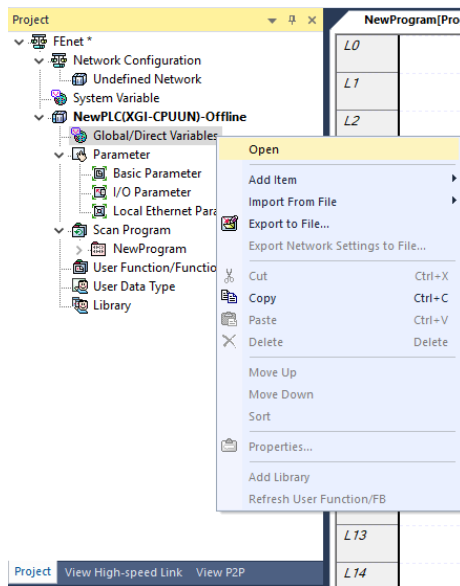 Project
FEnet *
Network Configuration
Undefined Network
System Variable
NewPLC(XGI-CPUUN)-Offline
Global/Direct Variables
Parameter
Basic Parameter
I/O Parameter
Local Ethernet Para
Scan Program
NewProgram
User Function/Functio
User Data Type
Library
Project View High-speed Link View P2P
NewProgram[Pro
L0
L1
L2
Open
Add Item
Import From File
Export to File...
Export Network Settings to File...
Cut Ctrl+X
Copy Ctrl+C
Paste Ctrl+V
Delete Delete
Move Up
Move Down
Sort
Properties...
Add Library
Refresh User Function/FB
L13
L14